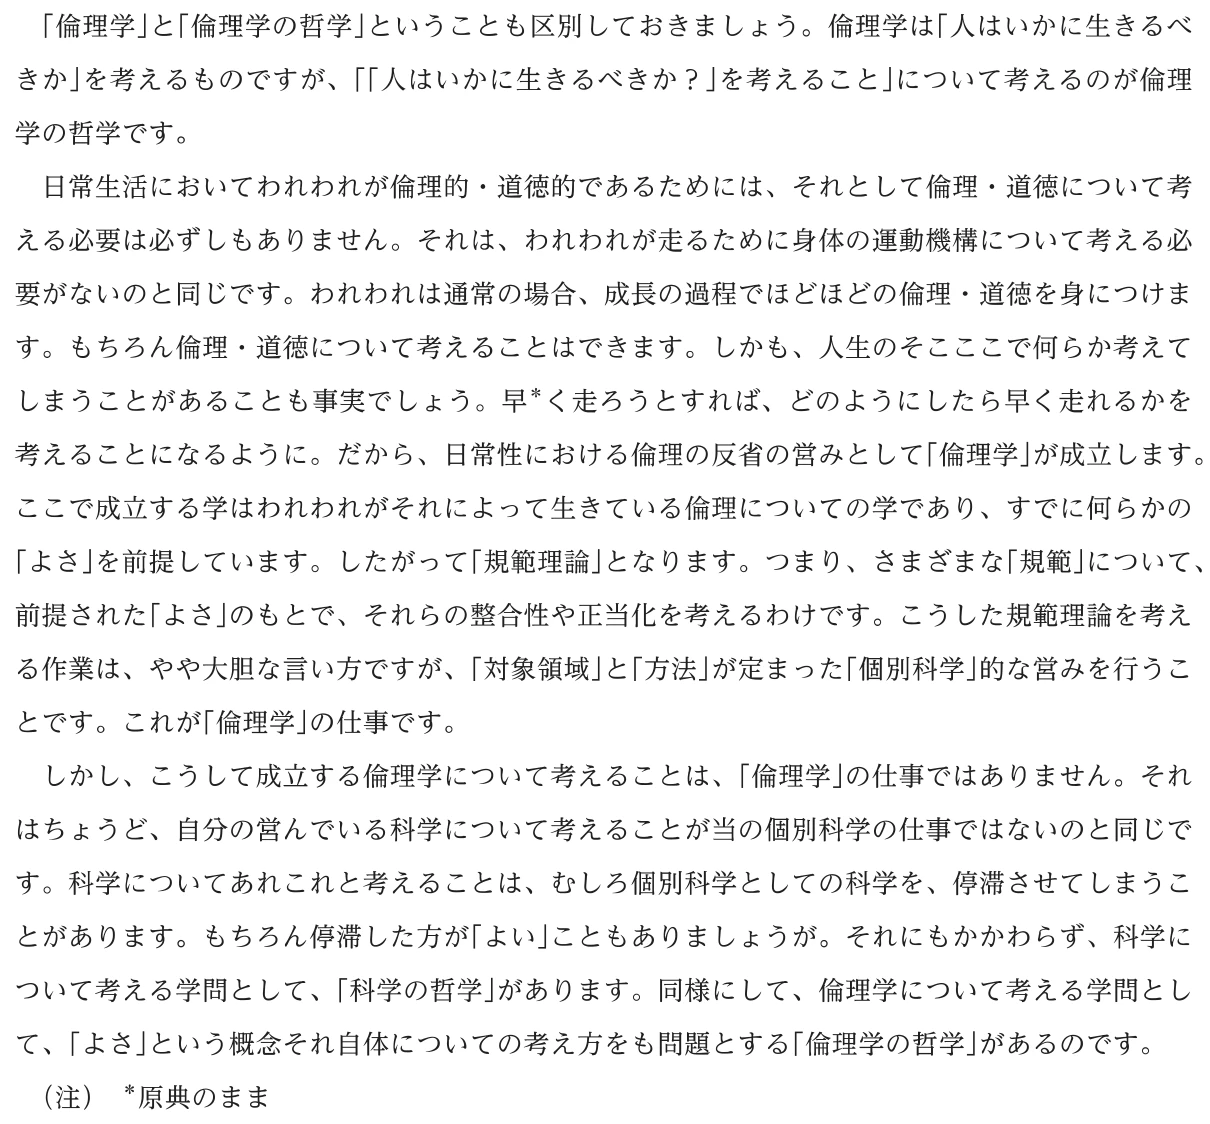 「倫理学」と「倫理学の哲学」ということも区別しておきましょう。倫理学は「人はいかに生きるべ
きか」を考えるものですが、「「人はいかに生きるべきか？」を考えること」について考えるのが倫理
学の哲学です。
　日常生活においてわれわれが倫理的・道徳的であるためには、それとして倫理・道徳について考
える必要は必ずしもありません。それは、われわれが走るために身体の運動機構について考える必
要がないのと同じです。われわれは通常の場合、成長の過程でほどほどの倫理・道徳を身につけま
す。もちろん倫理・道徳について考えることはできます。しかも、人生のそこここで何らか考えて
しまうことがあることも事実でしょう。早*く走ろうとすれば、どのようにしたら早く走れるかを
考えることになるように。だから、日常性における倫理の反省の営みとして「倫理学」が成立します。
ここで成立する学はわれわれがそれによって生きている倫理についての学であり、すでに何らかの
「よさ」を前提しています。したがって「規範理論」となります。つまり、さまざまな「規範」について、
前提された「よさ」のもとで、それらの整合性や正当化を考えるわけです。こうした規範理論を考え
る作業は、やや大胆な言い方ですが、「対象領域」と「方法」が定まった「個別科学」的な営みを行うこ
とです。これが「倫理学」の仕事です。
　しかし、こうして成立する倫理学について考えることは、「倫理学」の仕事ではありません。それ
はちょうど、自分の営んでいる科学について考えることが当の個別科学の仕事ではないのと同じで
す。科学についてあれこれと考えることは、むしろ個別科学としての科学を、停滞させてしまうこ
とがあります。もちろん停滞した方が「よい」こともありましょうが。それにもかかわらず、科学に
ついて考える学問として、「科学の哲学」があります。同様にして、倫理学について考える学問とし
て、「よさ」という概念それ自体についての考え方をも問題とする「倫理学の哲学」があるのです。
　（注）　*原典のまま